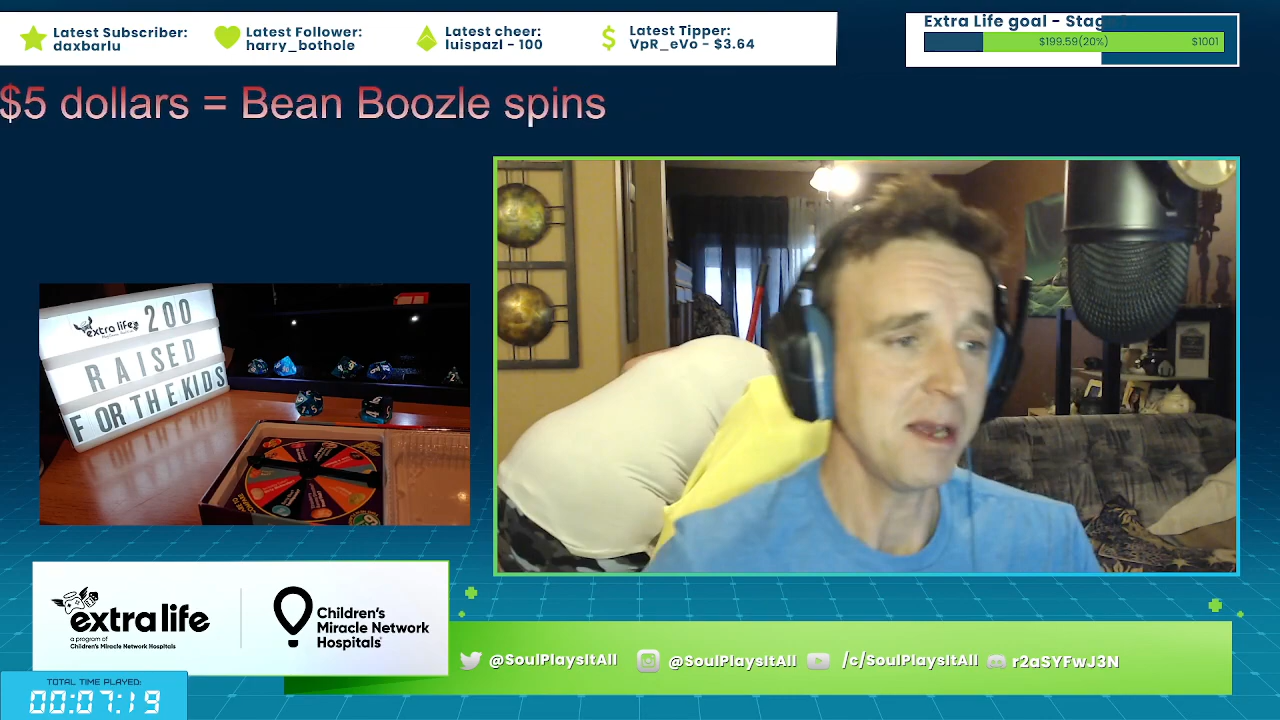 Latest Subscriber:
daxbarlu
Latest Follower:
harry_bothole
Latest cheer:
luispazl - 100
Latest Tipper:
VpR_eVo - $3.64
Extra Life goal - Stag
$199.59(20%)
$1001
$5 dollars = Bean Boozle spins
extra life 200
RAISED
FOR THE KIDS
extra life
a program of
Children's Miracle Network Hospitals
Children's
Miracle Network
Hospitals
@SoulPlaysItAll
@SoulPlaysItAll
/c/SoulPlaysItAll
r2aSYFwJ3N
TOTAL TIME PLAYED:
00:07:19